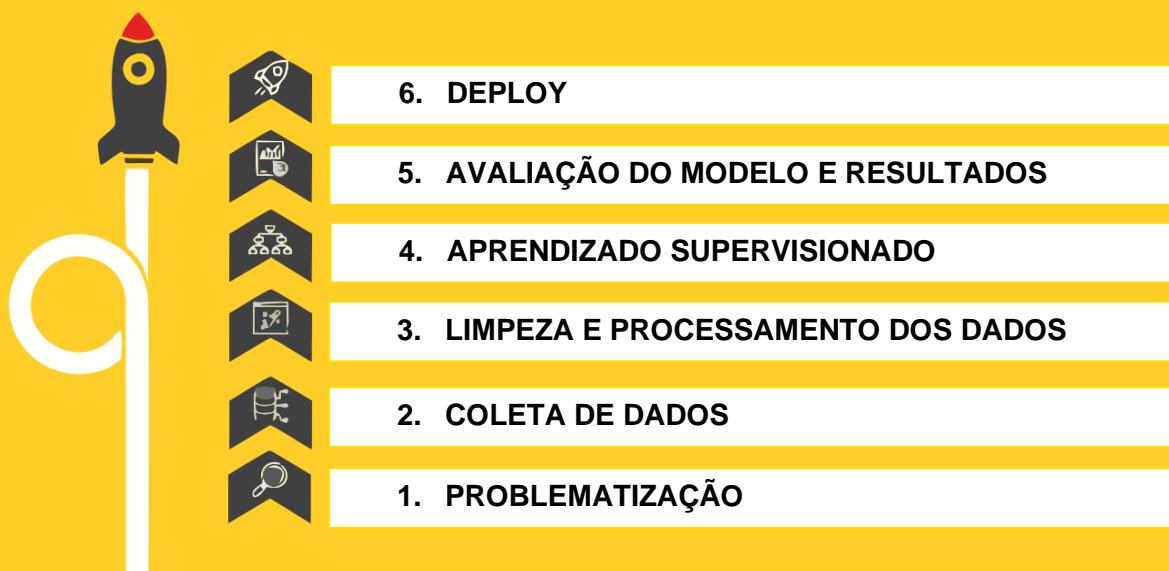 6. DEPLOY
5. AVALIAÇÃO DO MODELO E RESULTADOS
4. APRENDIZADO SUPERVISIONADO
3. LIMPEZA E PROCESSAMENTO DOS DADOS
2. COLETA DE DADOS
1. PROBLEMATIZAÇÃO